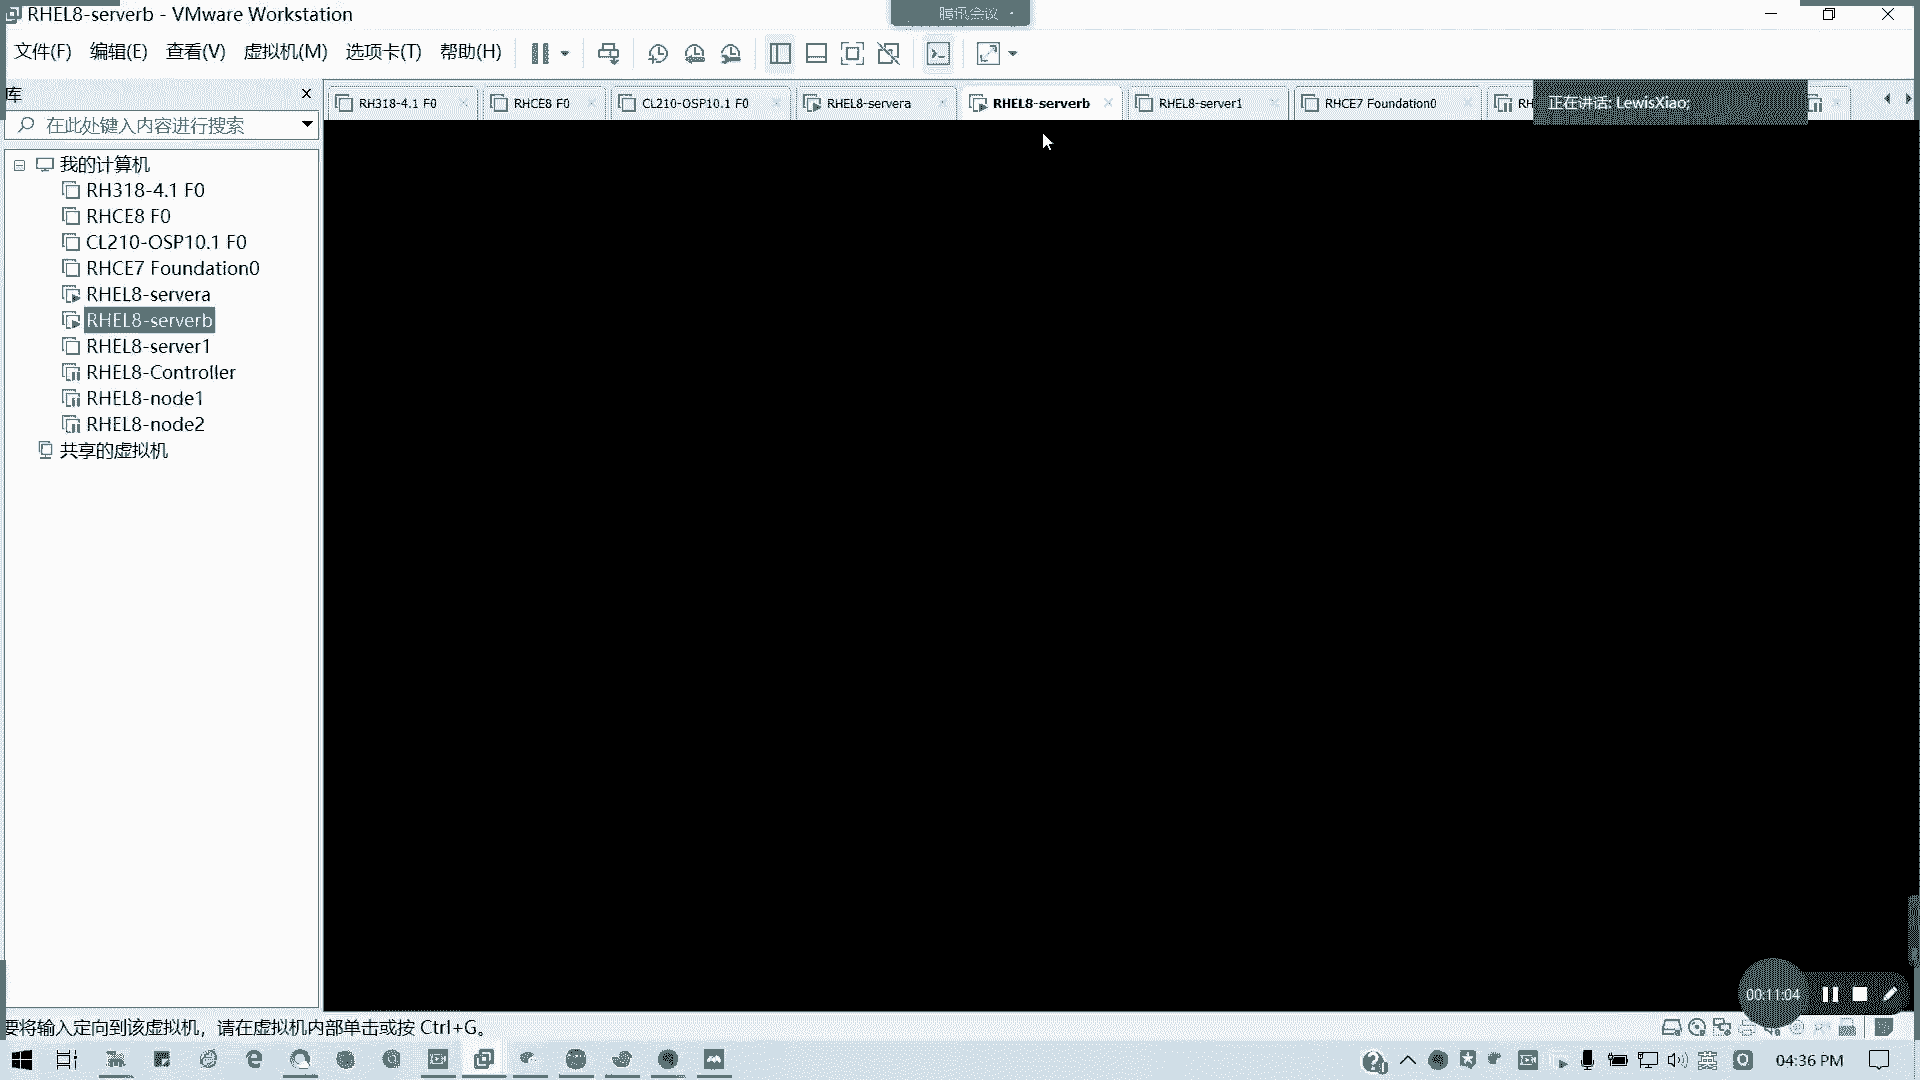 RHEL8-serverb - VMware Workstation
腾讯会议
文件(F) 编辑(E) 查看(V) 虚拟机(M) 选项卡(T) 帮助(H)
库
RH318-4.1 F0
RHCE8 F0
CL210-OSP10.1 F0
RHEL8-servera
RHEL8-serverb
RHEL8-server1
RHCE7 Foundation0
RH
正在讲话: LewisXiao;
在此处键入内容进行搜索
我的计算机
RH318-4.1 F0
RHCE8 F0
CL210-OSP10.1 F0
RHCE7 Foundation0
RHEL8-servera
RHEL8-serverb
RHEL8-server1
RHEL8-Controller
RHEL8-node1
RHEL8-node2
共享的虚拟机
00:11:04
要将输入定向到该虚拟机，请在虚拟机内部单击或按 Ctrl+G。
英
04:36 PM